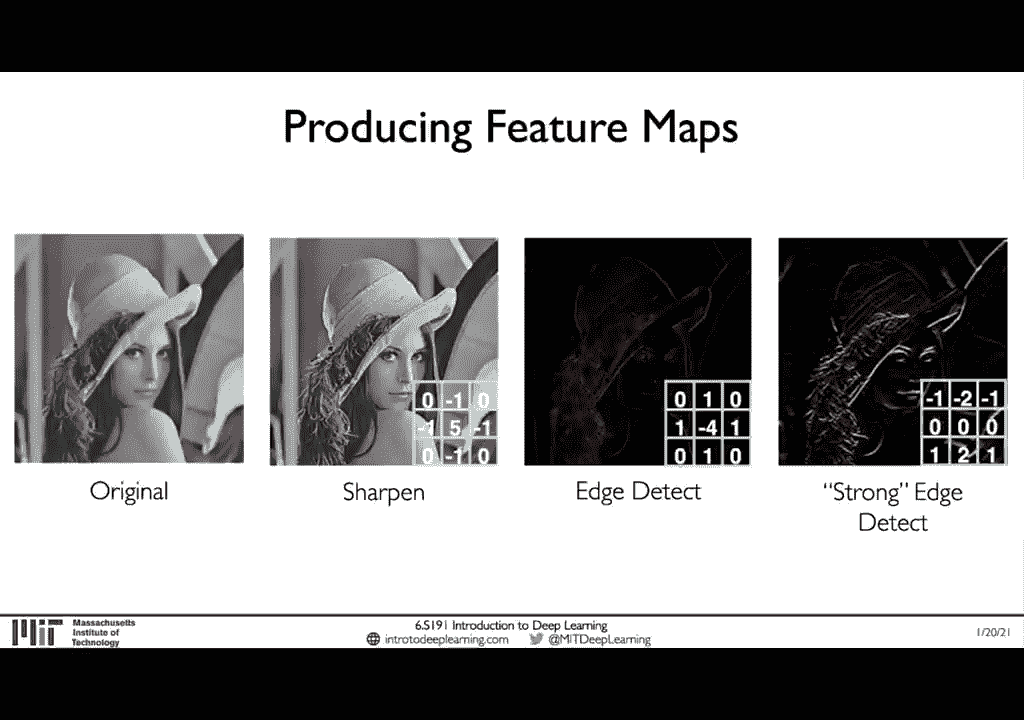 Producing Feature Maps
0 -1 0
-1 5 -1
0 -1 0
0 1 0
1 -4 1
0 1 0
-1 -2 -1
0 0 0
1 2 1
Original
Sharpen
Edge Detect
“Strong” Edge
Detect
Massachusetts
Institute of
Technology
6.S191 Introduction to Deep Learning
introtodeeplearning.com @MITDeepLearning
1/20/21